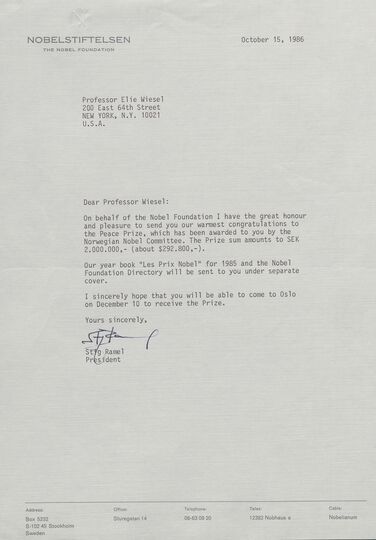 NOBELSTIFTELSEN
THE NOBEL FOUNDATION
October 15, 1986
Professor Elie Wiesel
200 East 64th Street
NEW YORK, N.Y. 10021
U.S.A.
Dear Professor Wiesel:
On behalf of the Nobel Foundation I have the great honour
and pleasure to send you our warmest congratulations to
the Peace Prize, which has been awarded to you by the
Norwegian Nobel Committee. The Prize sum amounts to SEK
2.000.000,- (about $292.800,-).
Our year book "Les Prix Nobel" for 1985 and the Nobel
Foundation Directory will be sent to you under separate
cover.
I sincerely hope that you will be able to come to Oslo
on December 10 to receive the Prize.
Yours sincerely,
Stig Ramel
President
Address: Office: Telephone: Telex: Cable:
Box 5232 Sturegatan 14 08-63 09 20 12382 Nobhaus s Nobelianum
S-102 45 Stockholm
Sweden